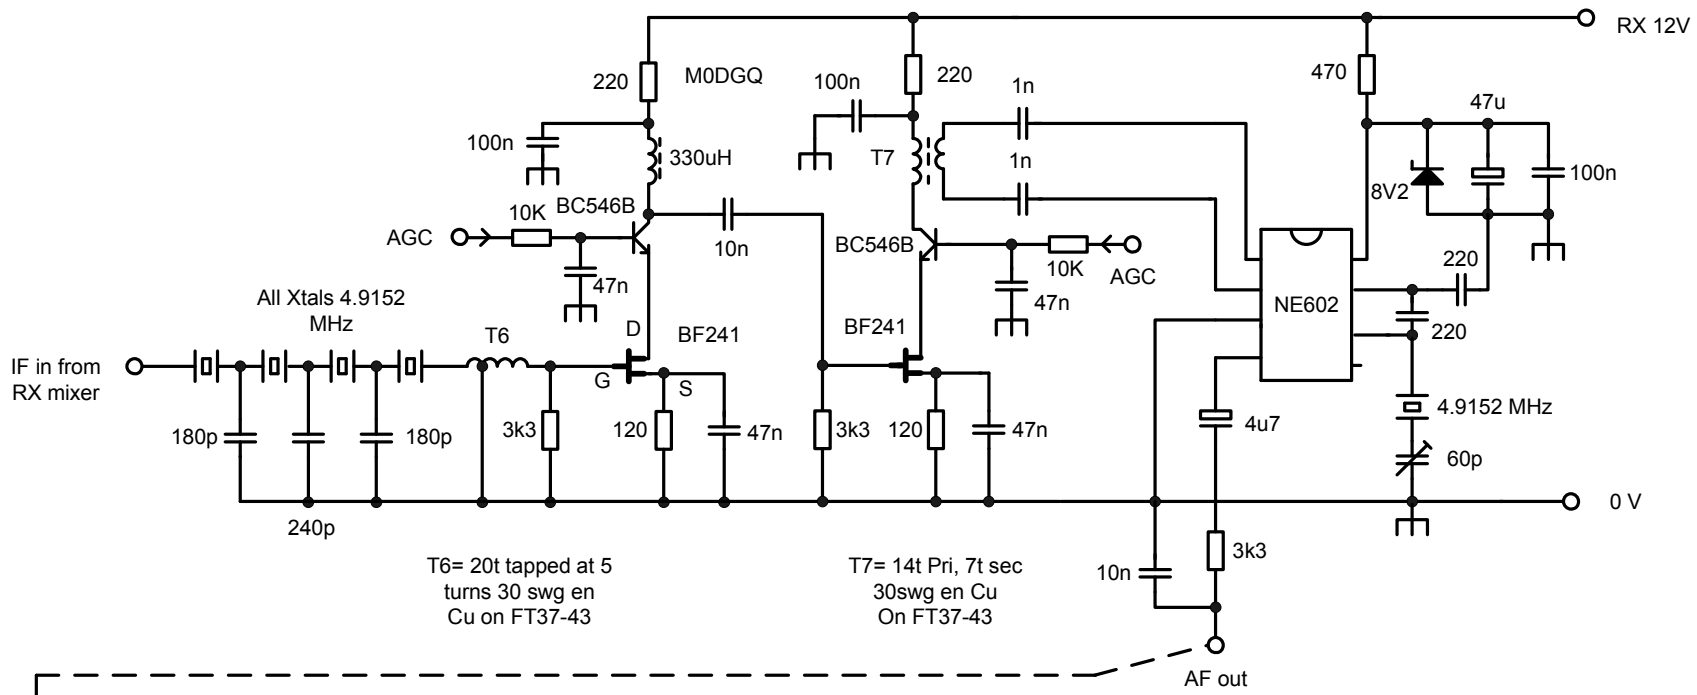 RX 12V
220
M0DGQ
100n
220
1n
470
47u
100n
330uH
T7
1n
8V2
100n
10K
BC546B
AGC
10n
BC546B
10K
AGC
220
47n
47n
NE602
220
All Xtals 4.9152
MHz
T6
D
BF241
BF241
IF in from
RX mixer
G
S
4.9152 MHz
180p
180p
3k3
120
47n
3k3
120
47n
4u7
60p
0 V
240p
3k3
10n
T6= 20t tapped at 5
turns 30 swg en
Cu on FT37-43
T7= 14t Pri, 7t sec
30swg en Cu
On FT37-43
AF out